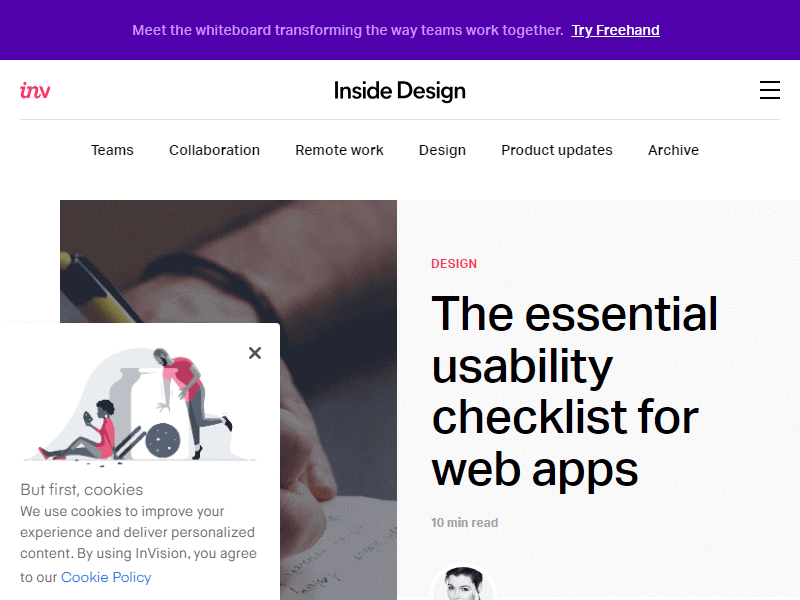 Meet the whiteboard transforming the way teams work together. Try Freehand
inv
Inside Design
Teams Collaboration Remote work Design Product updates Archive
DESIGN
The essential
usability
checklist for
web apps
10 min read
But first, cookies
We use cookies to improve your
experience and deliver personalized
content. By using InVision, you agree
to our Cookie Policy